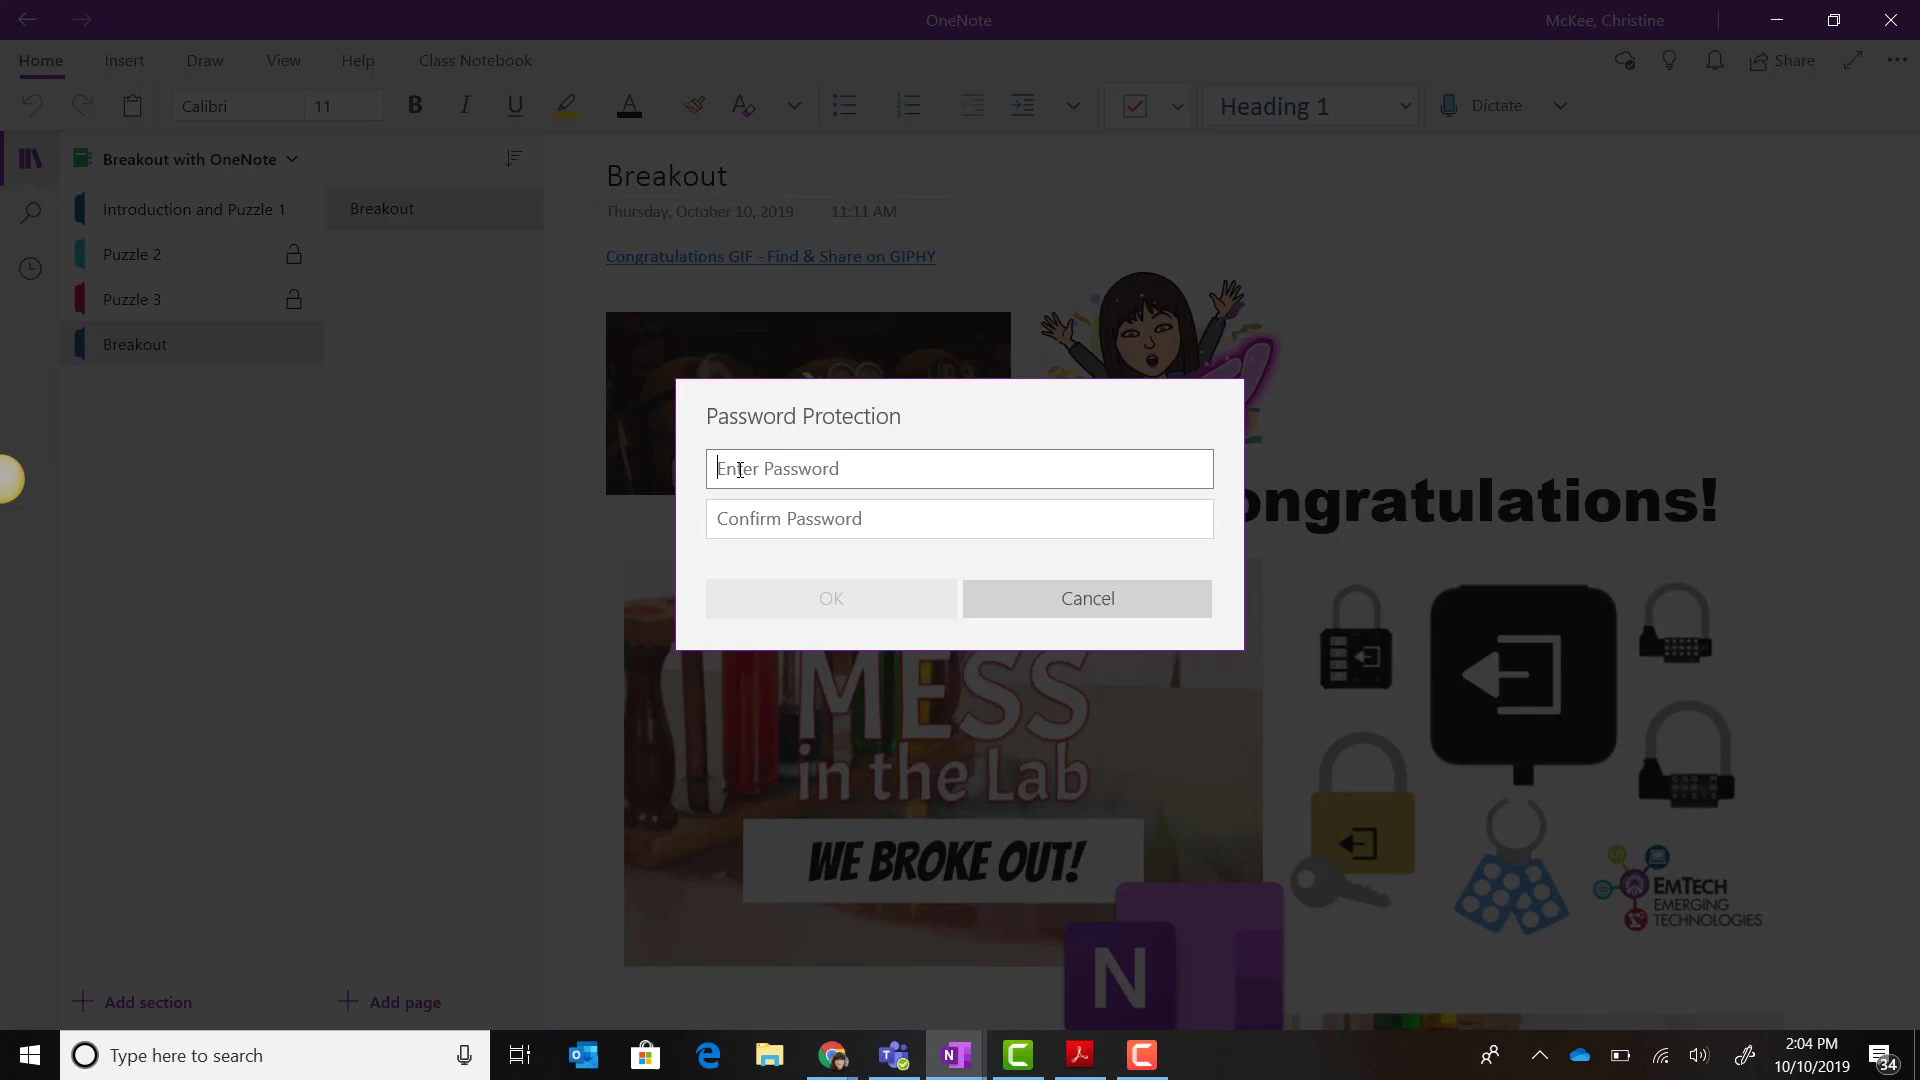 OneNote
McKee, Christine
Home Insert Draw View Help Class Notebook
Share
Calibri 11 B I U A A Heading 1 Dictate
Breakout with OneNote
Introduction and Puzzle 1
Puzzle 2
Puzzle 3
Breakout
Breakout
Breakout
Thursday, October 10, 2019 11:11 AM
Congratulations GIF - Find & Share on GIPHY
Password Protection
Enter Password
Confirm Password
OK Cancel
ongratulations!
MESS
in the Lab
WE BROKE OUT!
EMTECH
EMERGING
TECHNOLOGIES
N
Add section
Add page
Type here to search
2:04 PM
10/10/2019
34